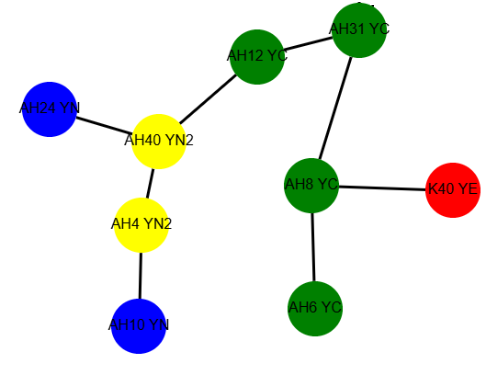 AH31 YC
AH12 YC
AH24 YN
AH40 YN2
AH8 YC
K40 YE
AH4 YN2
AH6 YC
AH10 YN